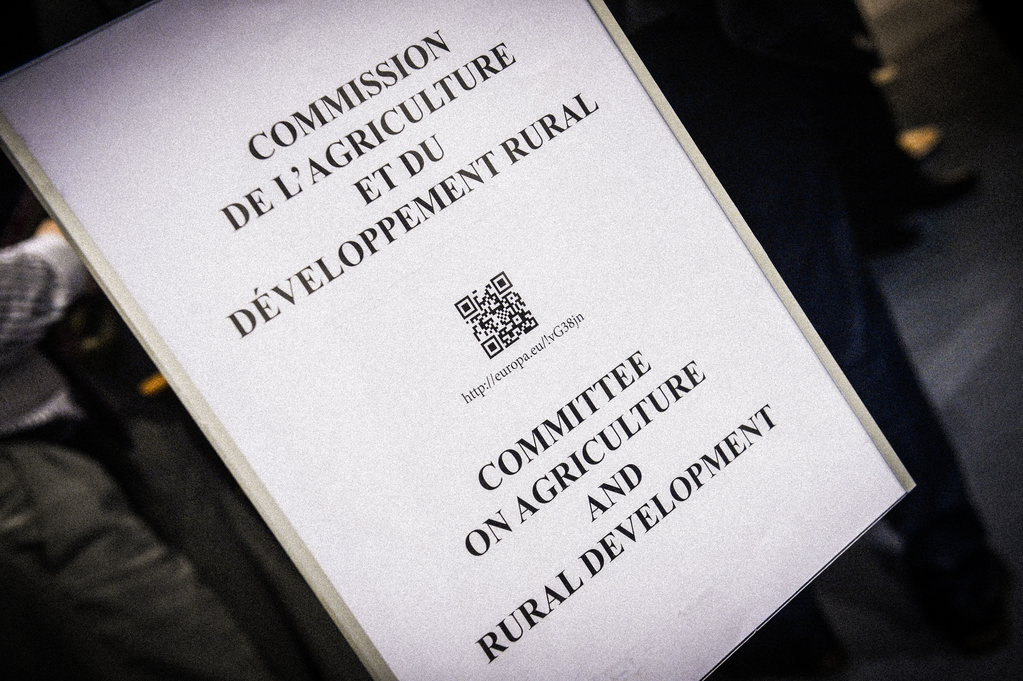 COMMISSION
DE L'AGRICULTURE
ET DU
DÉVELOPPEMENT RURAL
http://europa.eu/!vG38jn
COMMITTEE
ON AGRICULTURE
AND
RURAL DEVELOPMENT